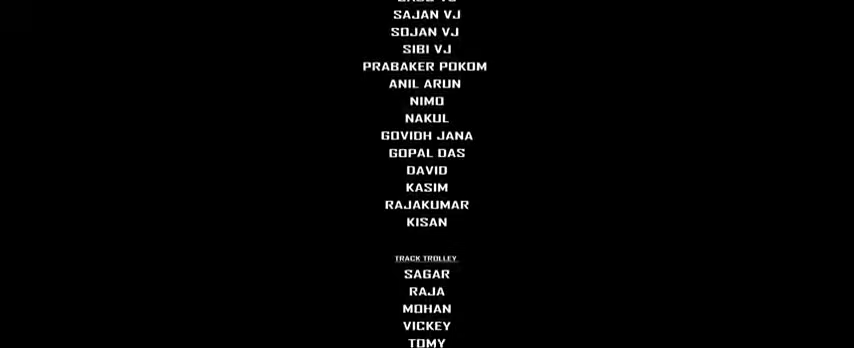 SAJAN VJ
SOJAN VJ
SIBI VJ
PRABAKER POKOM
ANIL ARUN
NIMO
NAKUL
GOVIDH JANA
GOPAL DAS
DAVID
KASIM
RAJAKUMAR
KISAN
TRACK TROLLEY
SAGAR
RAJA
MOHAN
VICKEY
TOMY